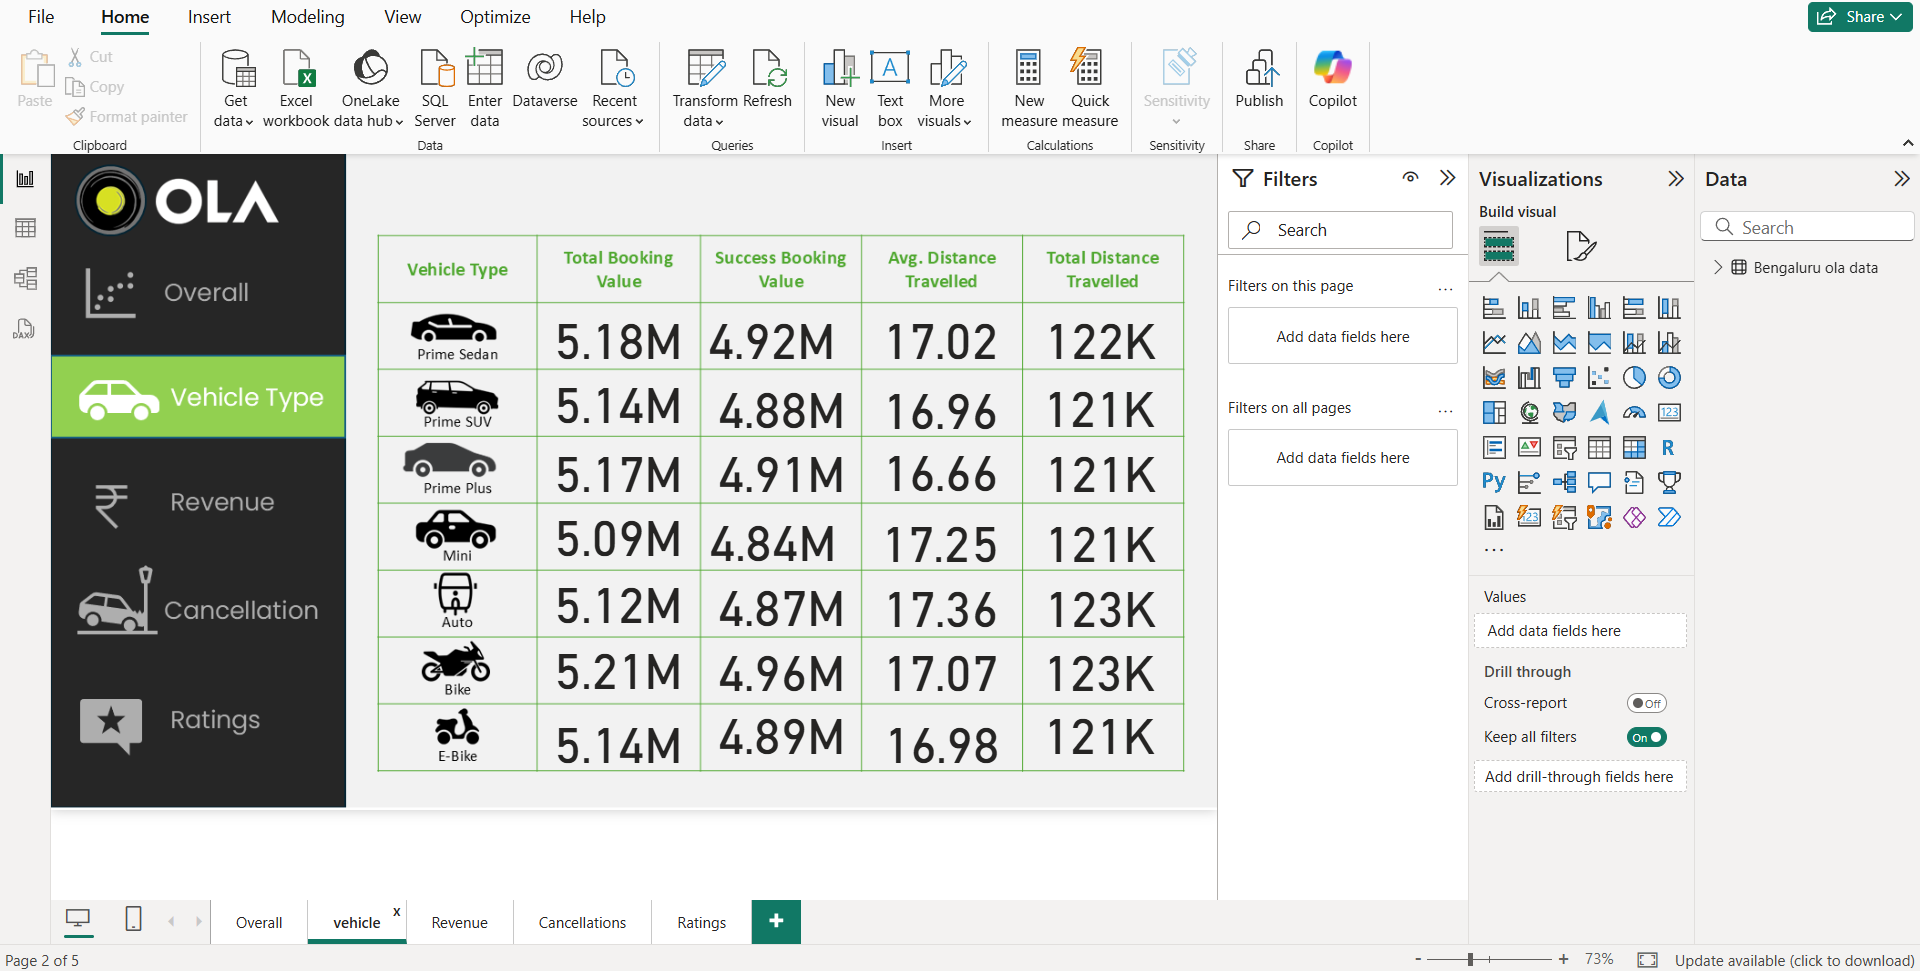 File Home Insert Modeling View Optimize Help Share
Paste
Cut
Copy
Format painter
Clipboard
Get data
Excel workbook
OneLake data hub
SQL Server
Enter data
Dataverse
Recent sources
Data
Transform data
Refresh
Queries
New visual
Text box
More visuals
Insert
New measure
Quick measure
Calculations
Sensitivity
Sensitivity
Publish
Share
Copilot
Copilot
OLA
Overall
Vehicle Type
Revenue
Cancellation
Ratings
Vehicle Type Total Booking Value Success Booking Value Avg. Distance Travelled Total Distance Travelled
Prime Sedan 5.18M 4.92M 17.02 122K
Prime SUV 5.14M 4.88M 16.96 121K
Prime Plus 5.17M 4.91M 16.66 121K
Mini 5.09M 4.84M 17.25 121K
Auto 5.12M 4.87M 17.36 123K
Bike 5.21M 4.96M 17.07 123K
E-Bike 5.14M 4.89M 16.98 121K
Filters
Search
Filters on this page ...
Add data fields here
Filters on all pages ...
Add data fields here
Visualizations
Build visual
123
R
Py
123
...
Values
Add data fields here
Drill through
Cross-report Off
Keep all filters On
Add drill-through fields here
Data
Search
Bengaluru ola data
DAX
Overall vehicle x Revenue Cancellations Ratings +
Page 2 of 5 - + 73% Update available (click to download)